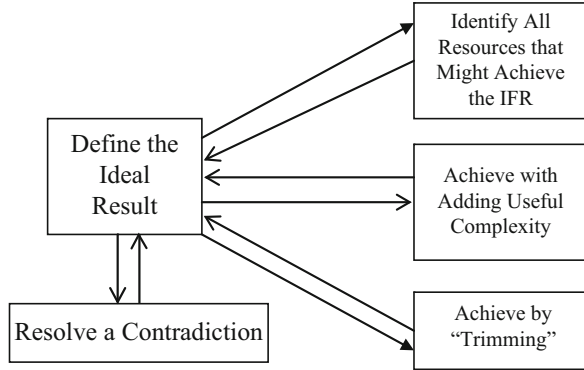 Identify All
Resources that
Might Achieve
the IFR
Define the
Ideal
Result
Achieve with
Adding Useful
Complexity
Resolve a Contradiction
Achieve by
“Trimming”